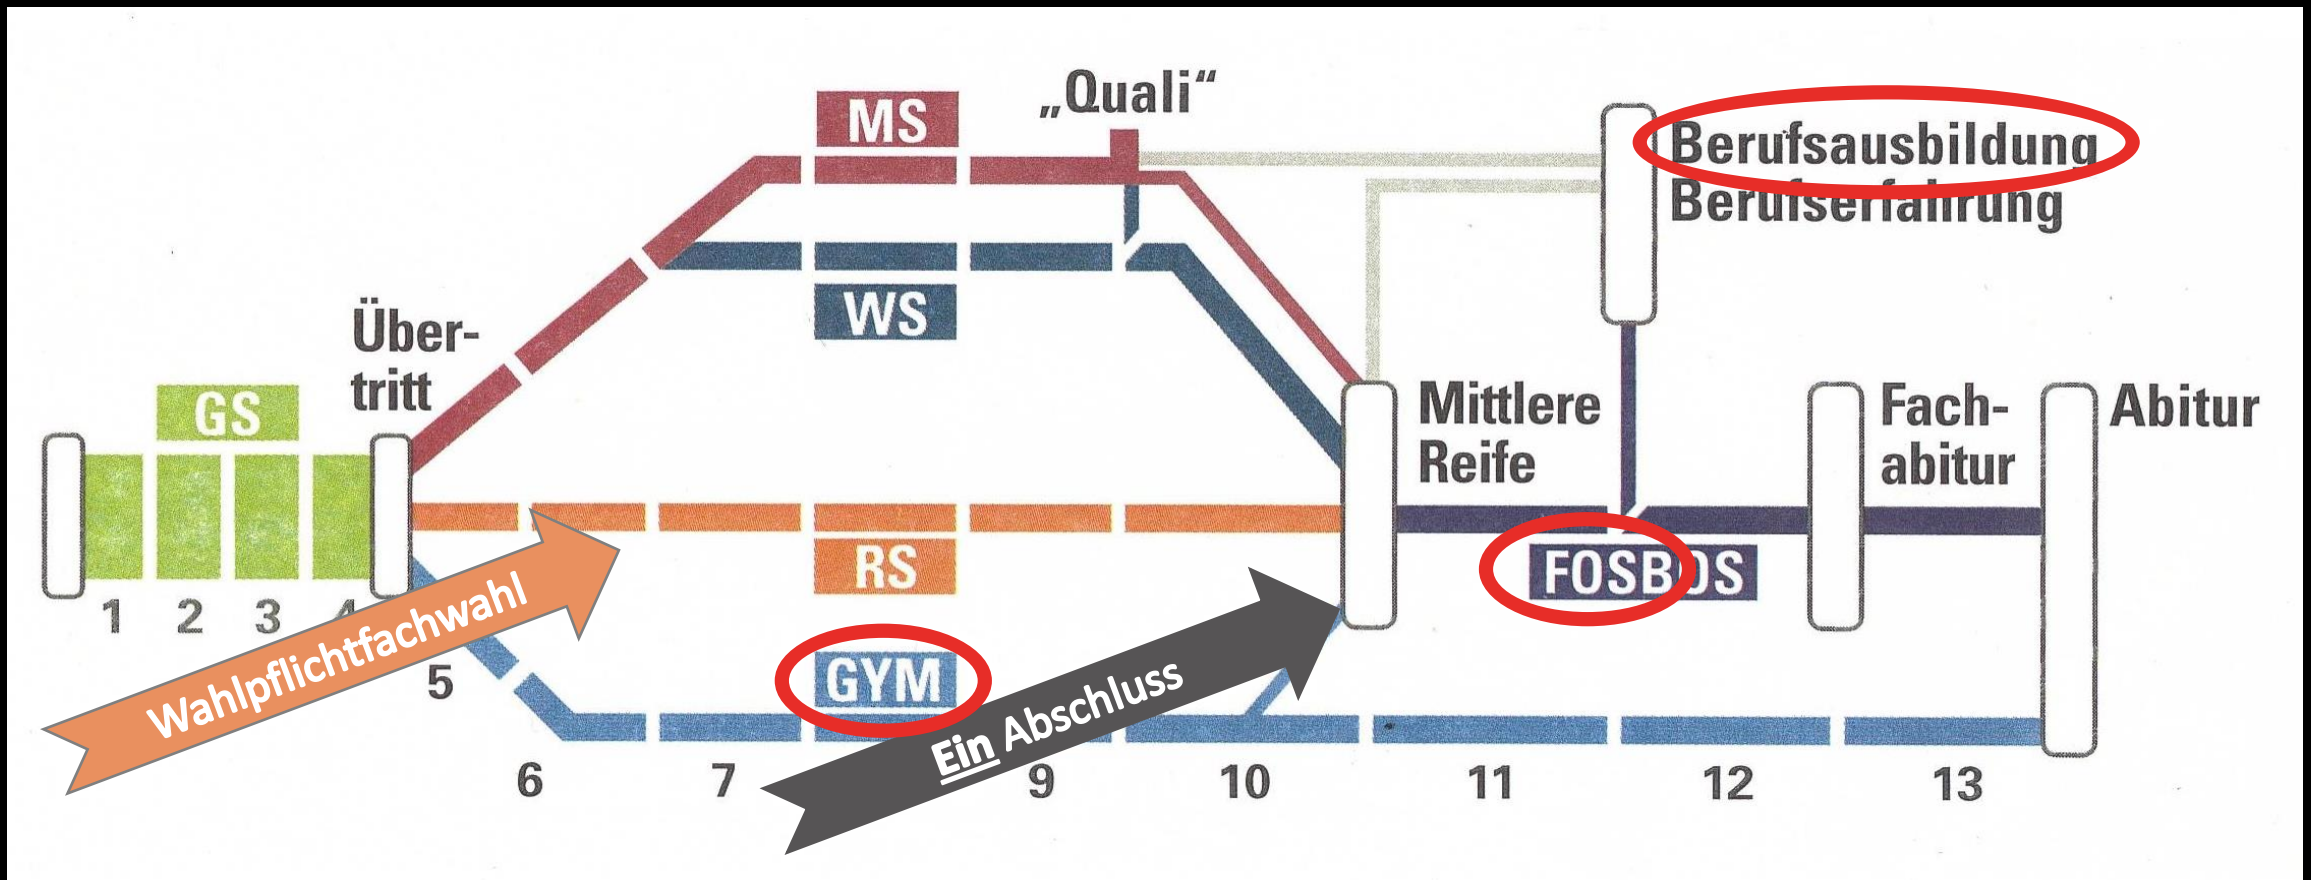 „Quali“
MS
Berufsausbildung
Berufserfahrung
WS
Über-
tritt
GS
Mittlere
Reife
Fach-
abitur
Abitur
RS
FOSBOS
1 2 3 4
Wahlpflichtfachwahl
5
GYM
Ein Abschluss
6 7 9 10 11 12 13